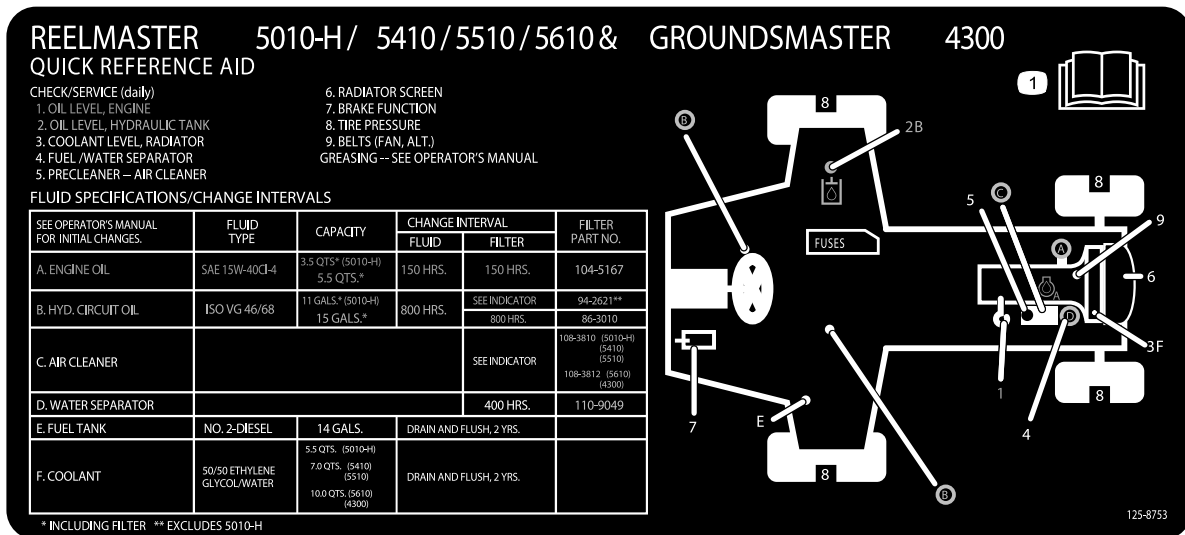 REELMASTER 5010-H / 5410 / 5510 / 5610 & GROUNDSMASTER 4300
QUICK REFERENCE AID
CHECK/SERVICE (daily)
1. OIL LEVEL, ENGINE
2. OIL LEVEL, HYDRAULIC TANK
3. COOLANT LEVEL, RADIATOR
4. FUEL /WATER SEPARATOR
5. PRECLEANER – AIR CLEANER
6. RADIATOR SCREEN
7. BRAKE FUNCTION
8. TIRE PRESSURE
9. BELTS (FAN, ALT.)
GREASING -- SEE OPERATOR'S MANUAL
FLUID SPECIFICATIONS/CHANGE INTERVALS
SEE OPERATOR'S MANUAL
FOR INITIAL CHANGES.
FLUID
TYPE
CAPACITY
CHANGE INTERVAL
FLUID
FILTER
FILTER
PART NO.
A. ENGINE OIL
SAE 15W-40CI-4
3.5 QTS* (5010-H)
5.5 QTS.*
150 HRS.
150 HRS.
104-5167
B. HYD. CIRCUIT OIL
ISO VG 46/68
11 GALS.* (5010-H)
15 GALS.*
800 HRS.
SEE INDICATOR
94-2621**
800 HRS.
86-3010
C. AIR CLEANER
SEE INDICATOR
108-3810 (5010-H)
(5410)
(5510)
108-3812 (5610)
(4300)
D. WATER SEPARATOR
400 HRS.
110-9049
E. FUEL TANK
NO. 2-DIESEL
14 GALS.
DRAIN AND FLUSH, 2 YRS.
F. COOLANT
50/50 ETHYLENE
GLYCOL/WATER
5.5 QTS. (5010-H)
7.0 QTS. (5410)
(5510)
10.0 QTS. (5610)
(4300)
DRAIN AND FLUSH, 2 YRS.
* INCLUDING FILTER ** EXCLUDES 5010-H
1
8
B
2B
FUSES
5
C
8
A
9
6
A
D
3F
1
8
4
7
E
8
B
125-8753